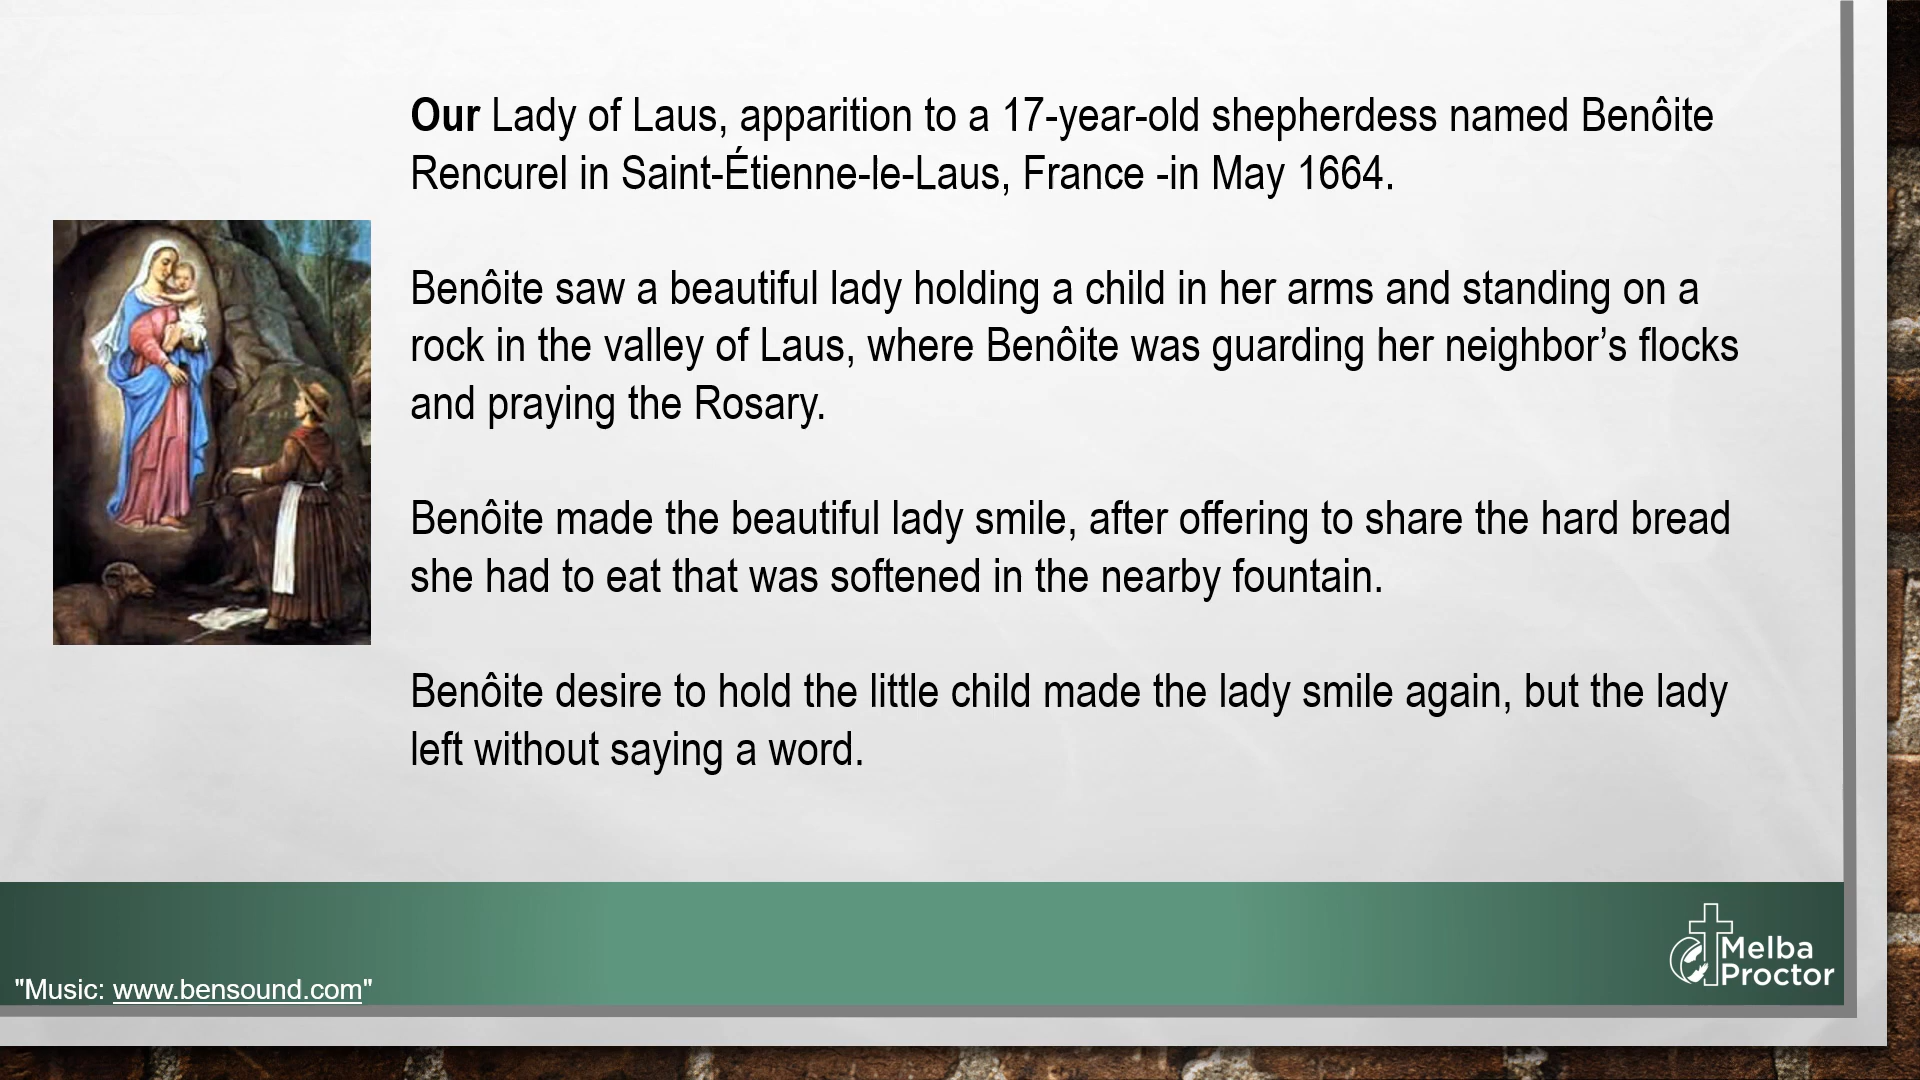 Our Lady of Laus, apparition to a 17-year-old shepherdess named Benôite
Rencurel in Saint-Étienne-le-Laus, France -in May 1664.
Benôite saw a beautiful lady holding a child in her arms and standing on a
rock in the valley of Laus, where Benôite was guarding her neighbor’s flocks
and praying the Rosary.
Benôite made the beautiful lady smile, after offering to share the hard bread
she had to eat that was softened in the nearby fountain.
Benôite desire to hold the little child made the lady smile again, but the lady
left without saying a word.
"Music: www.bensound.com"
Melba
Proctor